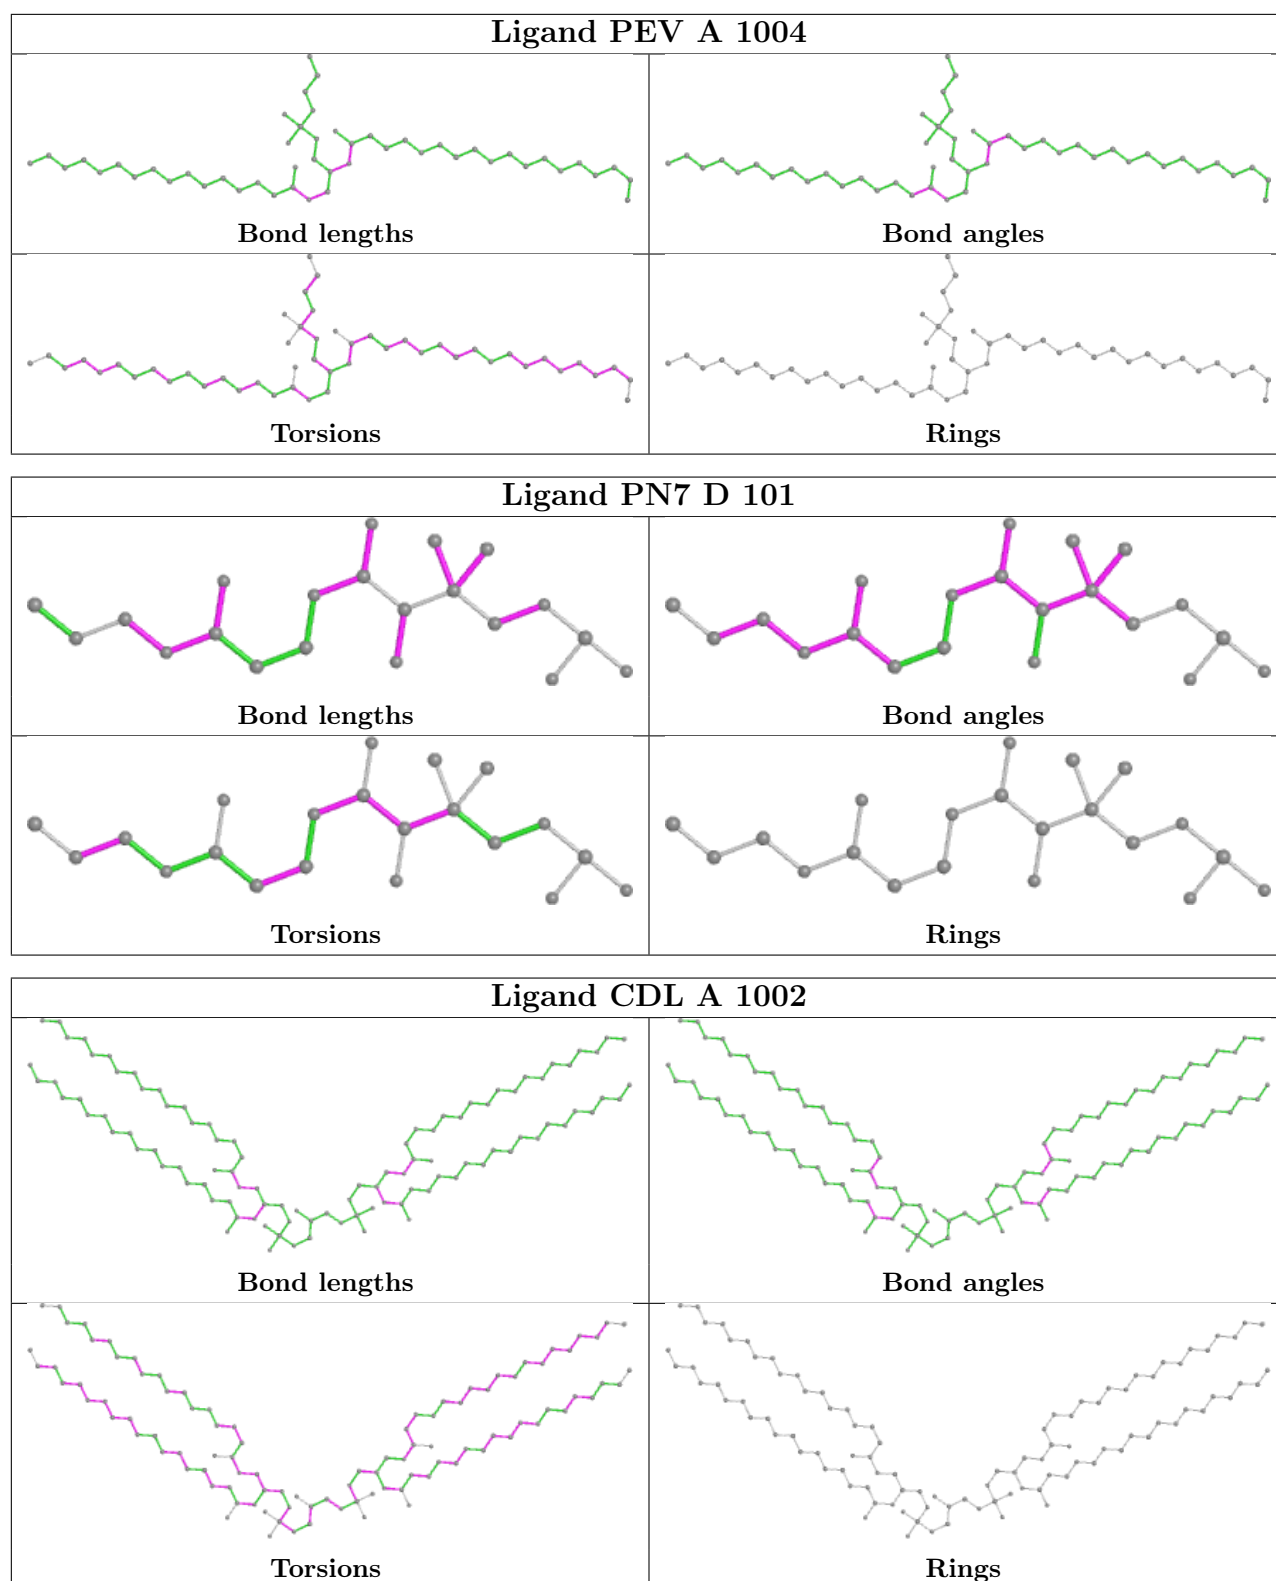 Ligand PEV A 1004
Bond lengths
Bond angles
Torsions
Rings
Ligand PN7 D 101
Bond lengths
Bond angles
Torsions
Rings
Ligand CDL A 1002
Bond lengths
Bond angles
Torsions
Rings